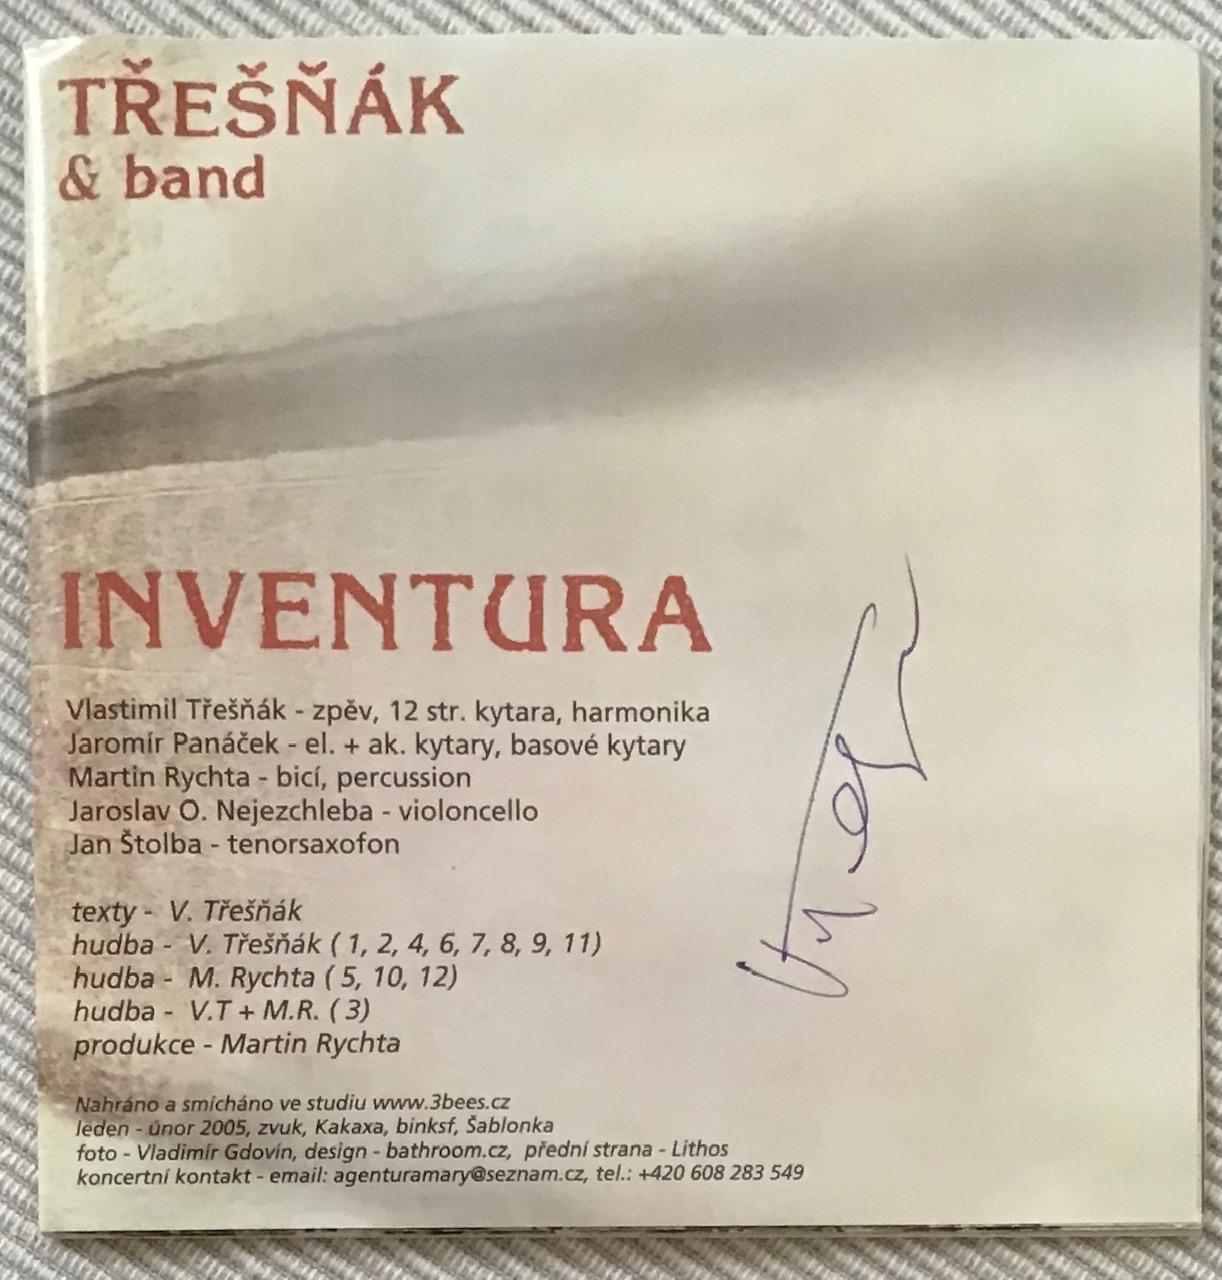 TŘEŠŇÁK
& band
INVENTURA
Vlastimil Třešňák - zpěv, 12 str. kytara, harmonika
Jaromír Panáček - el. + ak. kytary, basové kytary
Martin Rychta - bicí, percussion
Jaroslav O. Nejezchleba - violoncello
Jan Štolba - tenorsaxofon
texty - V. Třešňák
hudba - V. Třešňák ( 1, 2, 4, 6, 7, 8, 9, 11)
hudba - M. Rychta ( 5, 10, 12)
hudba - V.T + M.R. ( 3)
produkce - Martin Rychta
Nahráno a smícháno ve studiu www.3bees.cz
leden - únor 2005, zvuk, Kakaxa, binksf, Šablonka
foto - Vladimír Gdovín, design - bathroom.cz, přední strana - Lithos
koncertní kontakt - email: agenturamary@seznam.cz, tel.: +420 608 283 549